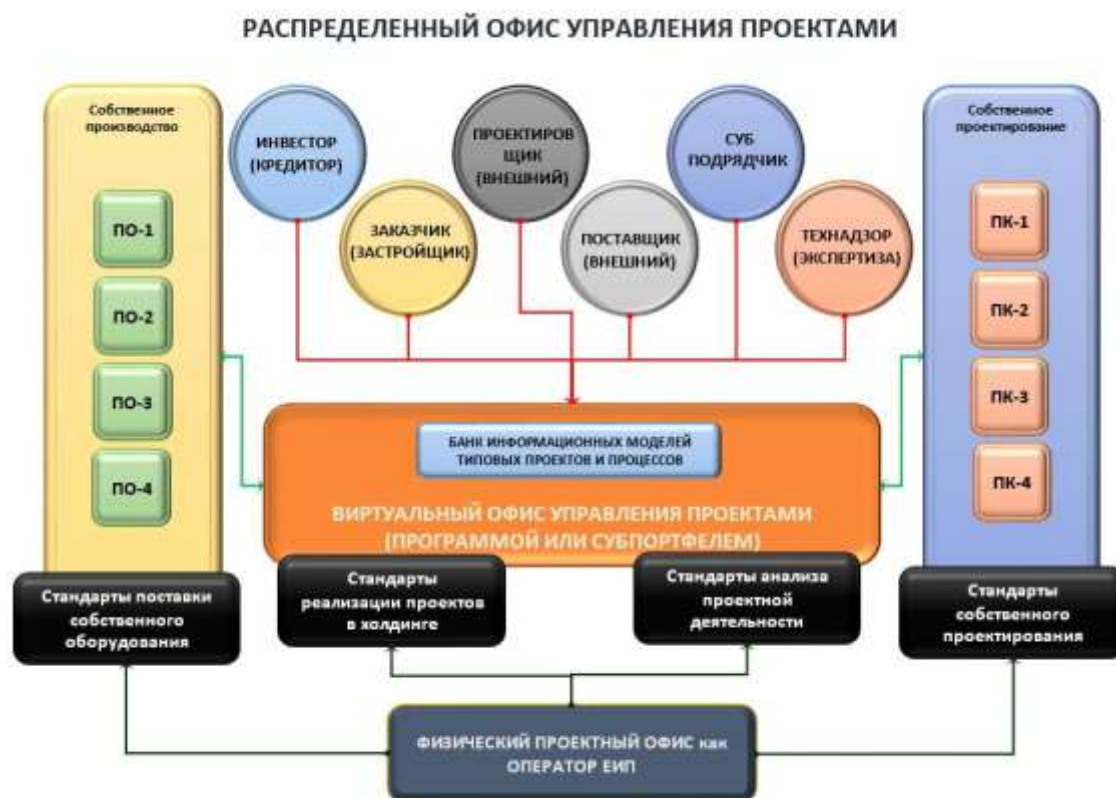 РАСПРЕДЕЛЕННЫЙ ОФИС УПРАВЛЕНИЯ ПРОЕКТАМИ
Собственное
производство
ПО-1
ПО-2
ПО-3
ПО-4
ИНВЕСТОР
(КРЕДИТОР)
ЗАКАЗЧИК
(ЗАСТРОЙЩИК)
ПРОЕКТИРОВ
ЩИК
(ВНЕШНИЙ)
ПОСТАВЩИК
(ВНЕШНИЙ)
СУБ
ПОДРЯДЧИК
ТЕХНАДЗОР
(ЭКСПЕРТИЗА)
Собственное
проектирование
ПК-1
ПК-2
ПК-3
ПК-4
БАНК ИНФОРМАЦИОННЫХ МОДЕЛЕЙ
ТИПОВЫХ ПРОЕКТОВ И ПРОЦЕССОВ
ВИРТУАЛЬНЫЙ ОФИС УПРАВЛЕНИЯ ПРОЕКТАМИ
(ПРОГРАММОЙ ИЛИ СУБПОРТФЕЛЕМ)
Стандарты поставки
собственного
оборудования
Стандарты
реализации проектов
в холдинге
Стандарты анализа
проектной
деятельности
Стандарты
собственного
проектирования
ФИЗИЧЕСКИЙ ПРОЕКТНЫЙ ОФИС как
ОПЕРАТОР ЕИП